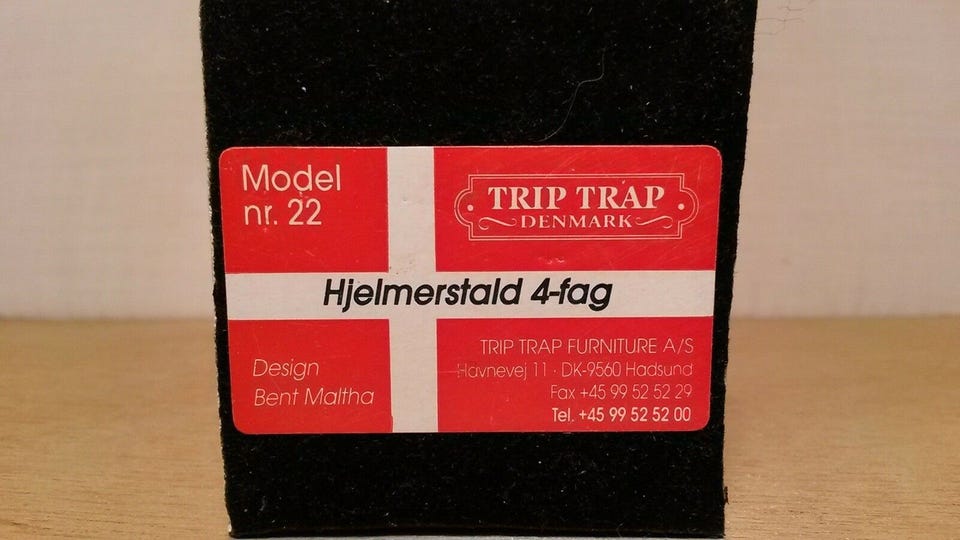 Model
nr. 22
TRIP TRAP
DENMARK
Hjelmerstald 4-fag
Design
Bent Maltha
TRIP TRAP FURNITURE A/S
Havnevej 11 · DK-9560 Hadsund
Fax +45 99 52 52 29
Tel. +45 99 52 52 00